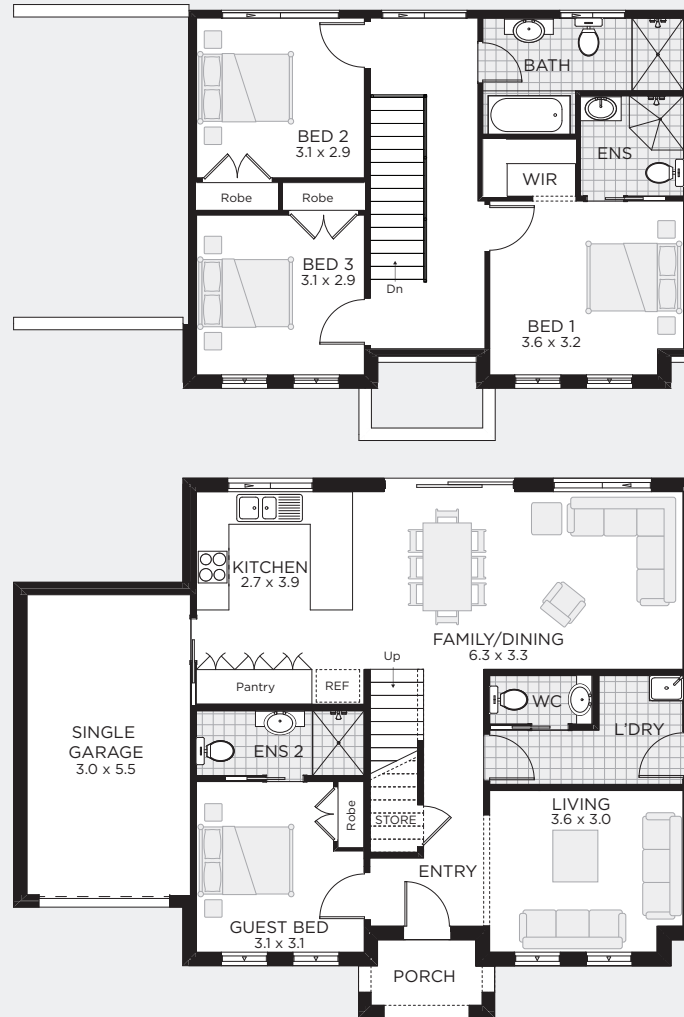 BATH
BED 2
3.1 x 2.9
ENS
WIR
Robe
Robe
BED 3
3.1 x 2.9
Dn
BED 1
3.6 x 3.2
KITCHEN
2.7 x 3.9
FAMILY/DINING
6.3 x 3.3
Up
Pantry
REF
WC
SINGLE
GARAGE
3.0 x 5.5
ENS 2
L'DRY
LIVING
3.6 x 3.0
Robe
STORE
ENTRY
GUEST BED
3.1 x 3.1
PORCH